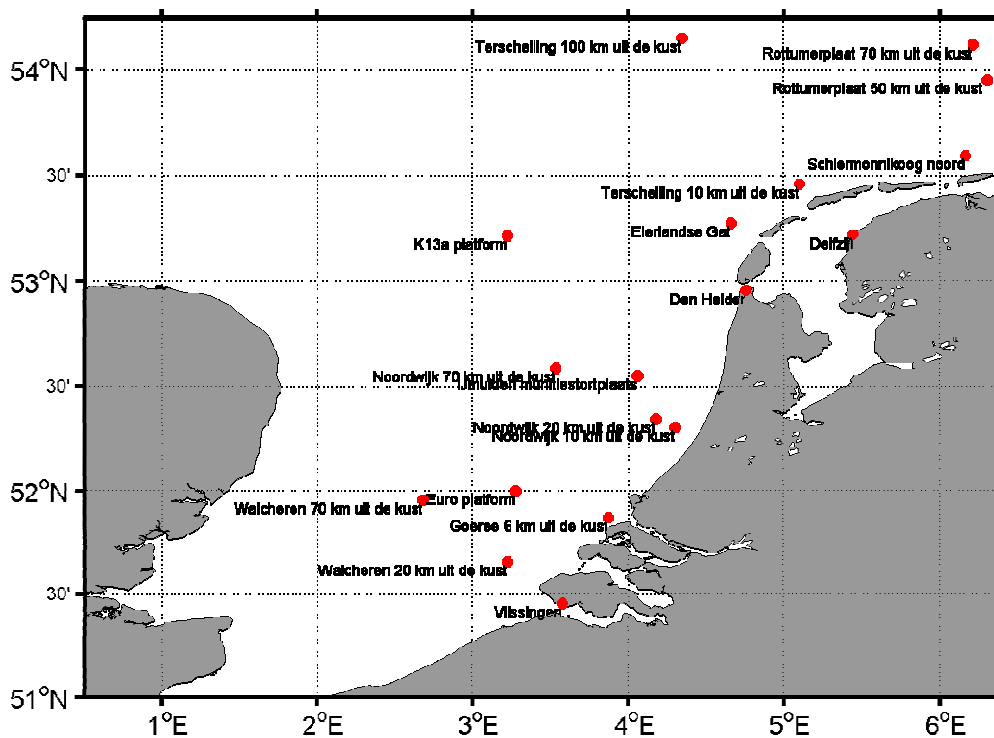 Terschelling 100 km uit de kust
Rottumerplaat 70 km uit de kust
54°N
Rottumerplaat 50 km uit de kust
Schiermonnikoog noord
30'
Terschelling 10 km uit de kust
Eierlandse Gat
K13a platform
Delfzijl
53°N
Den Helder
Noordwijk 70 km uit de kust
IJmuiden munitiestortplaats
30'
Noordwijk 20 km uit de kust
Noordwijk 10 km uit de kust
52°N
Euro platform
Walcheren 70 km uit de kust
Goeree 6 km uit de kust
Walcheren 20 km uit de kust
30'
Vlissingen
51°N
1°E 2°E 3°E 4°E 5°E 6°E